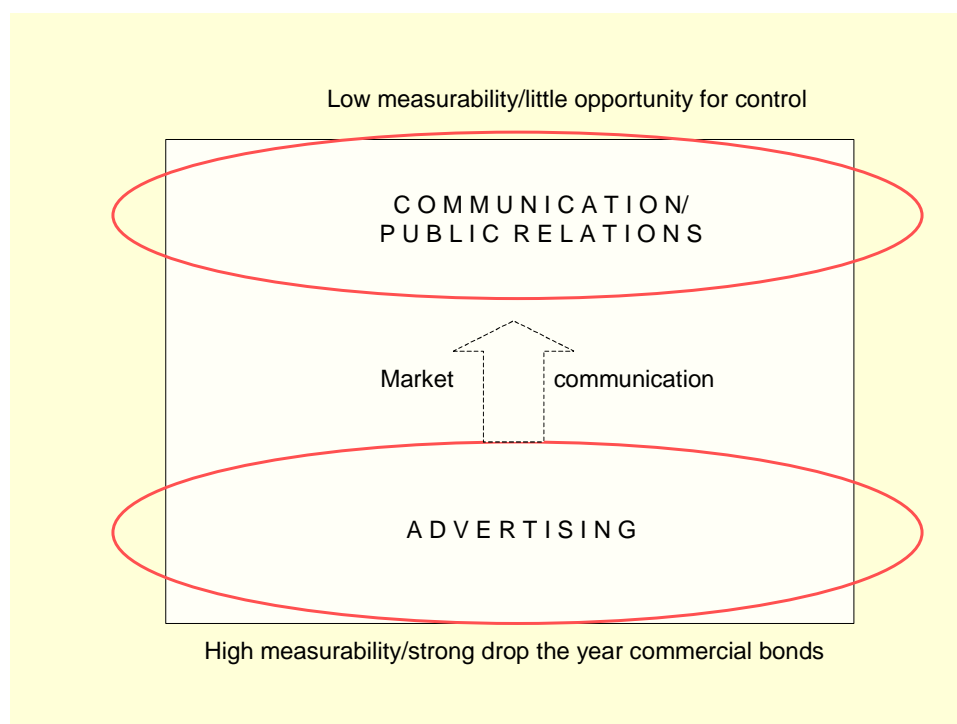 Low measurability/little opportunity for control
C O M M U N I C A T I O N/
P U B L I C R E L A T I O N S
Market communication
A D V E R T I S I N G
High measurability/strong drop the year commercial bonds